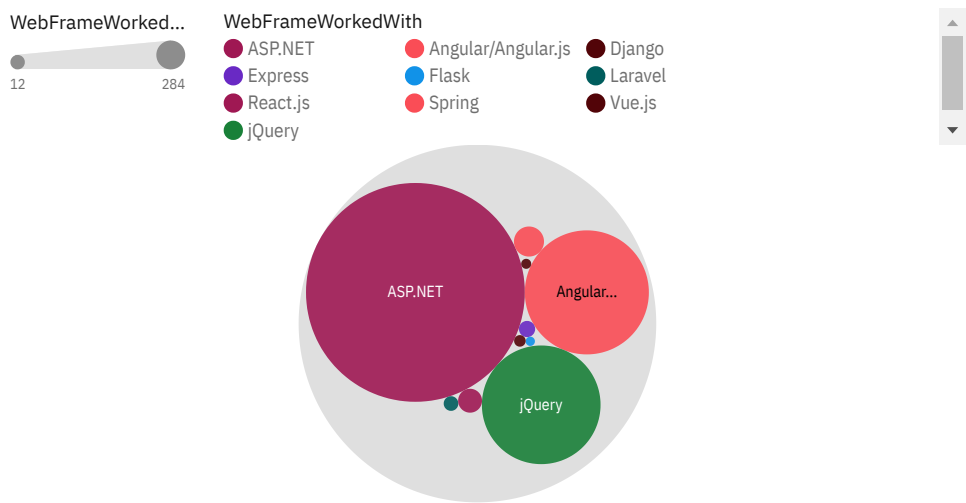 WebFrameWorked...
12 284
WebFrameWorkedWith
ASP.NET Angular/Angular.js Django
Express Flask Laravel
React.js Spring Vue.js
jQuery
ASP.NET
Angular...
jQuery